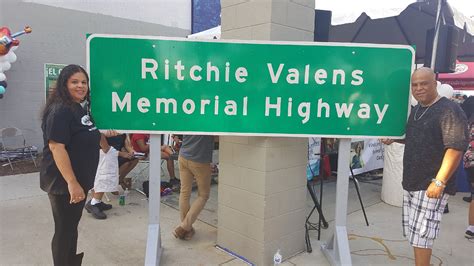 Ritchie Valens
Memorial Highway